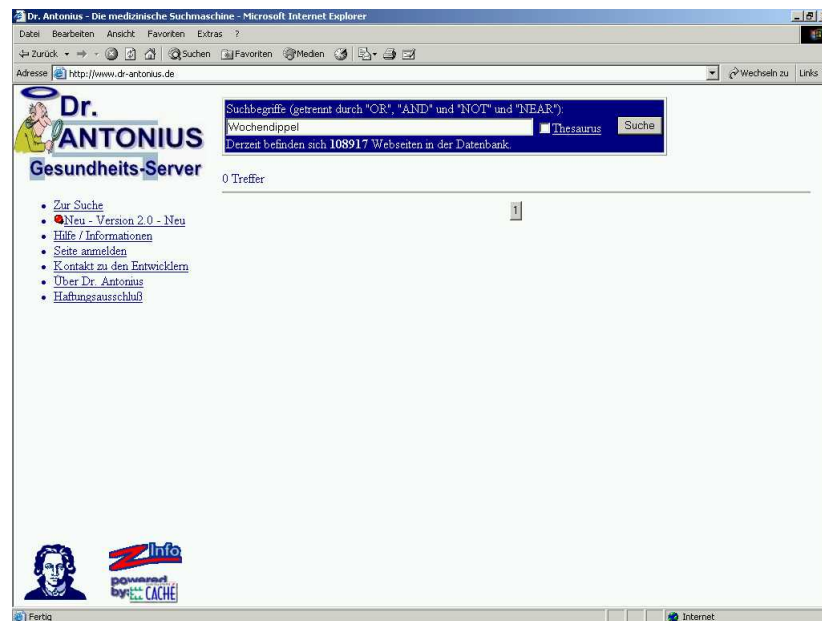 Dr. Antonius - Die medizinische Suchmaschine - Microsoft Internet Explorer
Datei Bearbeiten Ansicht Favoriten Extras ?
Zurück Suchen Favoriten Medien
Adresse http://www.dr-antonius.de Wechseln zu Links
Dr.
ANTONIUS
Gesundheits-Server
Suchbegriffe (getrennt durch "OR", "AND" und "NOT" und "NEAR"):
Wochendippel Thesaurus Suche
Derzeit befinden sich 108917 Webseiten in der Datenbank.
0 Treffer
1
Zur Suche
Neu - Version 2.0 - Neu
Hilfe / Informationen
Seite anmelden
Kontakt zu den Entwicklern
Über Dr. Antonius
Haftungsausschluß
ZInfo
powered
by: CACHÉ
Fertig Internet